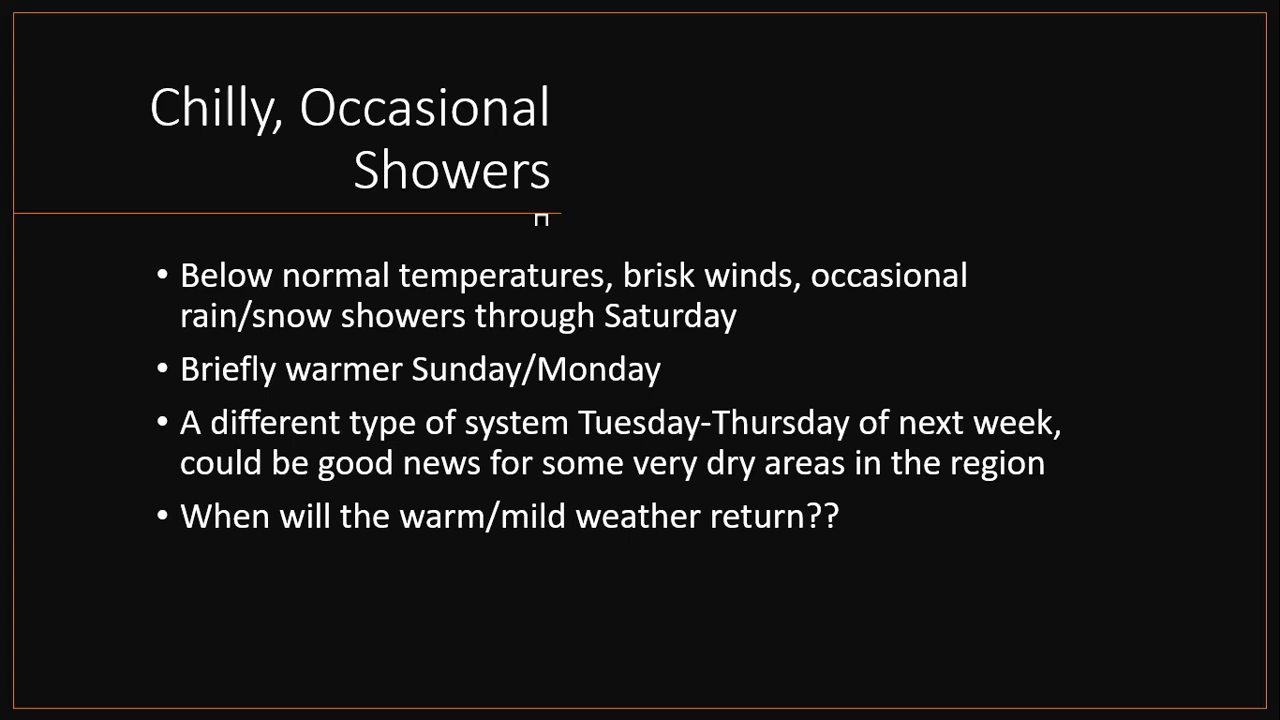 Chilly, Occasional
Showers
• Below normal temperatures, brisk winds, occasional
rain/snow showers through Saturday
• Briefly warmer Sunday/Monday
• A different type of system Tuesday-Thursday of next week,
could be good news for some very dry areas in the region
• When will the warm/mild weather return??